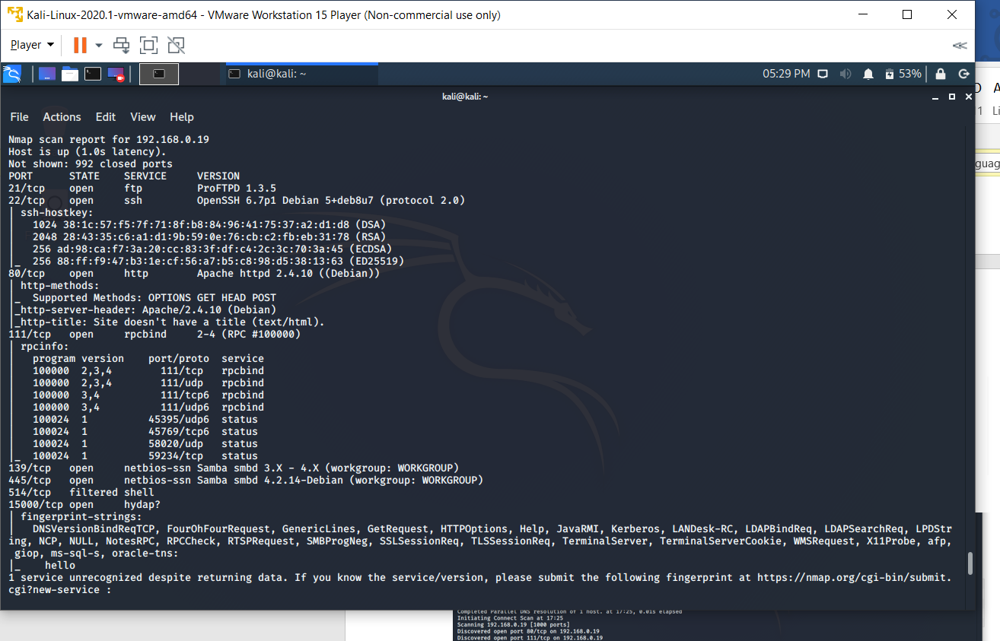 Kali-Linux-2020.1-vmware-amd64 - VMware Workstation 15 Player (Non-commercial use only)
Player
kali@kali: ~
05:29 PM
53%
kali@kali: ~
File Actions Edit View Help
Nmap scan report for 192.168.0.19
Host is up (1.0s latency).
Not shown: 992 closed ports
PORT STATE SERVICE VERSION
21/tcp open ftp ProFTPD 1.3.5
22/tcp open ssh OpenSSH 6.7p1 Debian 5+deb8u7 (protocol 2.0)
| ssh-hostkey:
| 1024 38:1c:57:f5:7f:71:8f:b8:84:96:41:75:37:a2:d1:d8 (DSA)
| 2048 28:43:35:c6:a1:d1:9b:59:0e:76:cb:c2:fb:eb:31:78 (RSA)
| 256 ad:98:ca:f7:3a:20:cc:83:3f:df:c4:2c:3c:70:3a:45 (ECDSA)
|_ 256 88:ff:f9:47:b3:1e:cf:56:a7:b5:c8:98:d5:38:13:63 (ED25519)
80/tcp open http Apache httpd 2.4.10 ((Debian))
| http-methods:
|_ Supported Methods: OPTIONS GET HEAD POST
|_http-server-header: Apache/2.4.10 (Debian)
|_http-title: Site doesn't have a title (text/html).
111/tcp open rpcbind 2-4 (RPC #100000)
| rpcinfo:
| program version port/proto service
| 100000 2,3,4 111/tcp rpcbind
| 100000 2,3,4 111/udp rpcbind
| 100000 3,4 111/tcp6 rpcbind
| 100000 3,4 111/udp6 rpcbind
| 100024 1 45395/udp6 status
| 100024 1 45769/tcp6 status
| 100024 1 58020/udp status
|_ 100024 1 59234/tcp status
139/tcp open netbios-ssn Samba smbd 3.X - 4.X (workgroup: WORKGROUP)
445/tcp open netbios-ssn Samba smbd 4.2.14-Debian (workgroup: WORKGROUP)
514/tcp filtered shell
15000/tcp open hydap?
| fingerprint-strings:
| DNSVersionBindReqTCP, FourOhFourRequest, GenericLines, GetRequest, HTTPOptions, Help, JavaRMI, Kerberos, LANDesk-RC, LDAPBindReq, LDAPSearchReq, LPDStr
ing, NCP, NULL, NotesRPC, RPCCheck, RTSPRequest, SMBProgNeg, SSLSessionReq, TLSSessionReq, TerminalServer, TerminalServerCookie, WMSRequest, X11Probe, afp,
giop, ms-sql-s, oracle-tns:
|_ hello
1 service unrecognized despite returning data. If you know the service/version, please submit the following fingerprint at https://nmap.org/cgi-bin/submit.
cgi?new-service :
Completed Parallel DNS resolution of 1 host. at 17:25, 0.01s elapsed
Initiating Connect Scan at 17:25
Scanning 192.168.0.19 [1000 ports]
Discovered open port 80/tcp on 192.168.0.19
Discovered open port 111/tcp on 192.168.0.19